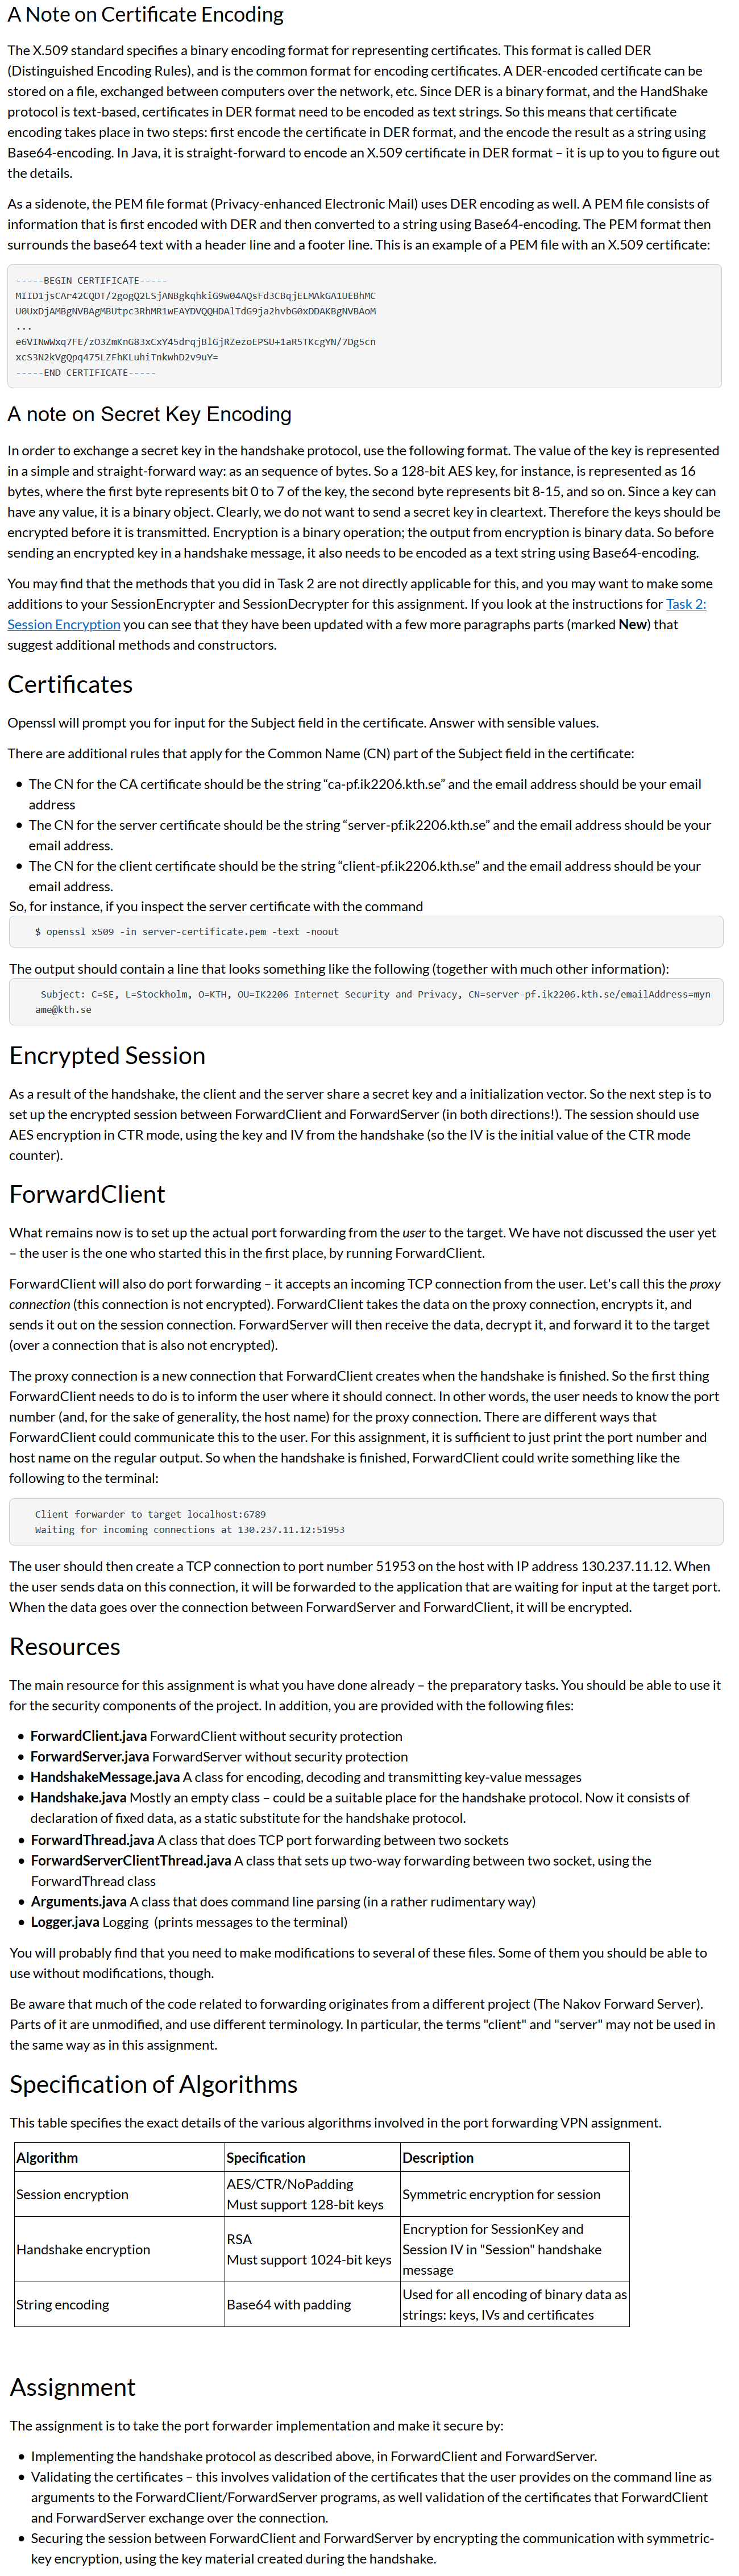 A Note on Certificate Encoding
The X.509 standard specifies a binary encoding format for representing certificates. This format is called DER
(Distinguished Encoding Rules), and is the common format for encoding certificates. A DER-encoded certificate can be
stored on a file, exchanged between computers over the network, etc. Since DER is a binary format, and the HandShake
protocol is text-based, certificates in DER format need to be encoded as text strings. So this means that certificate
encoding takes place in two steps: first encode the certificate in DER format, and the encode the result as a string using
Base64-encoding. In Java, it is straight-forward to encode an X.509 certificate in DER format – it is up to you to figure out
the details.
As a sidenote, the PEM file format (Privacy-enhanced Electronic Mail) uses DER encoding as well. A PEM file consists of
information that is first encoded with DER and then converted to a string using Base64-encoding. The PEM format then
surrounds the base64 text with a header line and a footer line. This is an example of a PEM file with an X.509 certificate:
-----BEGIN CERTIFICATE-----
MIID1jsCAr42CQDT/2gogQ2LSjANBgkqhkiG9w04AQsFd3CBqjELMAkGA1UEBhMC
U0UxDjAMBgNVBAgMBUtpc3RhMR1wEAYDVQQHDAlTdG9ja2hvbG0xDDAKBgNVBAoM
...
e6VINwWxq7FE/zO3ZmKnG83xCxY45drqjBlGjRZezoEPSU+1aR5TKcgYN/7Dg5cn
xcS3N2kVgQpq475LZFhKLuhiTnkwhD2v9uY=
-----END CERTIFICATE-----
A note on Secret Key Encoding
In order to exchange a secret key in the handshake protocol, use the following format. The value of the key is represented
in a simple and straight-forward way: as an sequence of bytes. So a 128-bit AES key, for instance, is represented as 16
bytes, where the first byte represents bit 0 to 7 of the key, the second byte represents bit 8-15, and so on. Since a key can
have any value, it is a binary object. Clearly, we do not want to send a secret key in cleartext. Therefore the keys should be
encrypted before it is transmitted. Encryption is a binary operation; the output from encryption is binary data. So before
sending an encrypted key in a handshake message, it also needs to be encoded as a text string using Base64-encoding.
You may find that the methods that you did in Task 2 are not directly applicable for this, and you may want to make some
additions to your SessionEncrypter and SessionDecrypter for this assignment. If you look at the instructions for Task 2:
Session Encryption you can see that they have been updated with a few more paragraphs parts (marked New) that
suggest additional methods and constructors.
Certificates
Openssl will prompt you for input for the Subject field in the certificate. Answer with sensible values.
There are additional rules that apply for the Common Name (CN) part of the Subject field in the certificate:
• The CN for the CA certificate should be the string “ca-pf.ik2206.kth.se” and the email address should be your email
address
• The CN for the server certificate should be the string “server-pf.ik2206.kth.se” and the email address should be your
email address.
• The CN for the client certificate should be the string “client-pf.ik2206.kth.se” and the email address should be your
email address.
So, for instance, if you inspect the server certificate with the command
$ openssl x509 -in server-certificate.pem -text -noout
The output should contain a line that looks something like the following (together with much other information):
Subject: C=SE, L=Stockholm, O=KTH, OU=IK2206 Internet Security and Privacy, CN=server-pf.ik2206.kth.se/emailAddress=myn
ame@kth.se
Encrypted Session
As a result of the handshake, the client and the server share a secret key and a initialization vector. So the next step is to
set up the encrypted session between ForwardClient and ForwardServer (in both directions!). The session should use
AES encryption in CTR mode, using the key and IV from the handshake (so the IV is the initial value of the CTR mode
counter).
ForwardClient
What remains now is to set up the actual port forwarding from the user to the target. We have not discussed the user yet
– the user is the one who started this in the first place, by running ForwardClient.
ForwardClient will also do port forwarding – it accepts an incoming TCP connection from the user. Let's call this the proxy
connection (this connection is not encrypted). ForwardClient takes the data on the proxy connection, encrypts it, and
sends it out on the session connection. ForwardServer will then receive the data, decrypt it, and forward it to the target
(over a connection that is also not encrypted).
The proxy connection is a new connection that ForwardClient creates when the handshake is finished. So the first thing
ForwardClient needs to do is to inform the user where it should connect. In other words, the user needs to know the port
number (and, for the sake of generality, the host name) for the proxy connection. There are different ways that
ForwardClient could communicate this to the user. For this assignment, it is sufficient to just print the port number and
host name on the regular output. So when the handshake is finished, ForwardClient could write something like the
following to the terminal:
Client forwarder to target localhost:6789
Waiting for incoming connections at 130.237.11.12:51953
The user should then create a TCP connection to port number 51953 on the host with IP address 130.237.11.12. When
the user sends data on this connection, it will be forwarded to the application that are waiting for input at the target port.
When the data goes over the connection between ForwardServer and ForwardClient, it will be encrypted.
Resources
The main resource for this assignment is what you have done already – the preparatory tasks. You should be able to use it
for the security components of the project. In addition, you are provided with the following files:
• ForwardClient.java ForwardClient without security protection
• ForwardServer.java ForwardServer without security protection
• HandshakeMessage.java A class for encoding, decoding and transmitting key-value messages
• Handshake.java Mostly an empty class – could be a suitable place for the handshake protocol. Now it consists of
declaration of fixed data, as a static substitute for the handshake protocol.
• ForwardThread.java A class that does TCP port forwarding between two sockets
• ForwardServerClientThread.java A class that sets up two-way forwarding between two socket, using the
ForwardThread class
• Arguments.java A class that does command line parsing (in a rather rudimentary way)
• Logger.java Logging (prints messages to the terminal)
You will probably find that you need to make modifications to several of these files. Some of them you should be able to
use without modifications, though.
Be aware that much of the code related to forwarding originates from a different project (The Nakov Forward Server).
Parts of it are unmodified, and use different terminology. In particular, the terms "client" and "server" may not be used in
the same way as in this assignment.
Specification of Algorithms
This table specifies the exact details of the various algorithms involved in the port forwarding VPN assignment.
Algorithm Specification Description
Session encryption AES/CTR/NoPadding
Must support 128-bit keys Symmetric encryption for session
Handshake encryption RSA
Must support 1024-bit keys Encryption for SessionKey and
Session IV in "Session" handshake
message
String encoding Base64 with padding Used for all encoding of binary data as
strings: keys, IVs and certificates
Assignment
The assignment is to take the port forwarder implementation and make it secure by:
• Implementing the handshake protocol as described above, in ForwardClient and ForwardServer.
• Validating the certificates – this involves validation of the certificates that the user provides on the command line as
arguments to the ForwardClient/ForwardServer programs, as well validation of the certificates that ForwardClient
and ForwardServer exchange over the connection.
• Securing the session between ForwardClient and ForwardServer by encrypting the communication with symmetric-
key encryption, using the key material created during the handshake.